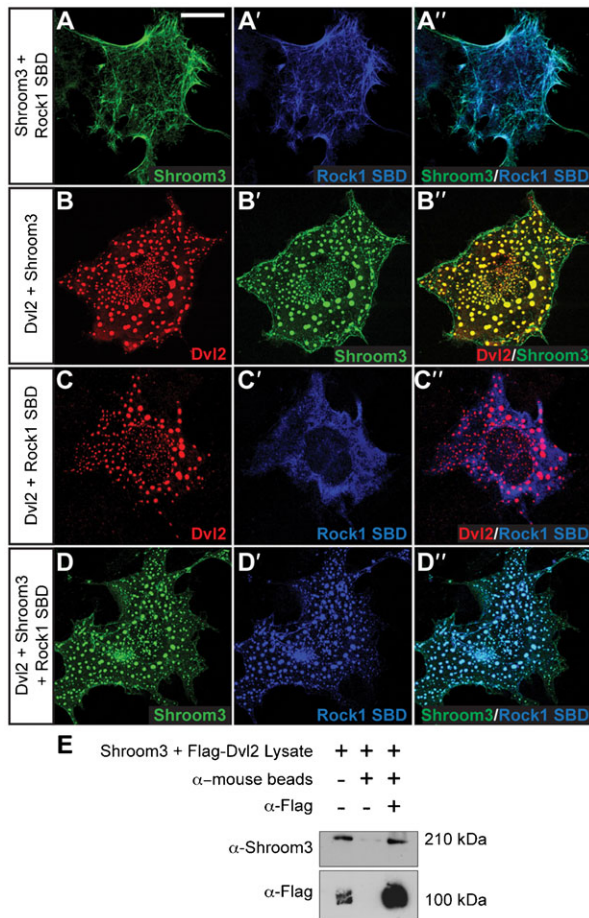 Shroom3 +
Rock1 SBD
A
A′
A″
Shroom3
Rock1 SBD
Shroom3/Rock1 SBD
Dvl2 + Shroom3
B
B′
B″
Dvl2
Shroom3
Dvl2/Shroom3
Dvl2 + Rock1 SBD
C
C′
C″
Dvl2
Rock1 SBD
Dvl2/Rock1 SBD
Dvl2 + Shroom3
+ Rock1 SBD
D
D′
D″
Shroom3
Rock1 SBD
Shroom3/Rock1 SBD
E
Shroom3 + Flag-Dvl2 Lysate + + +
α–mouse beads - + +
α-Flag - - +
α-Shroom3 210 kDa
α-Flag 100 kDa